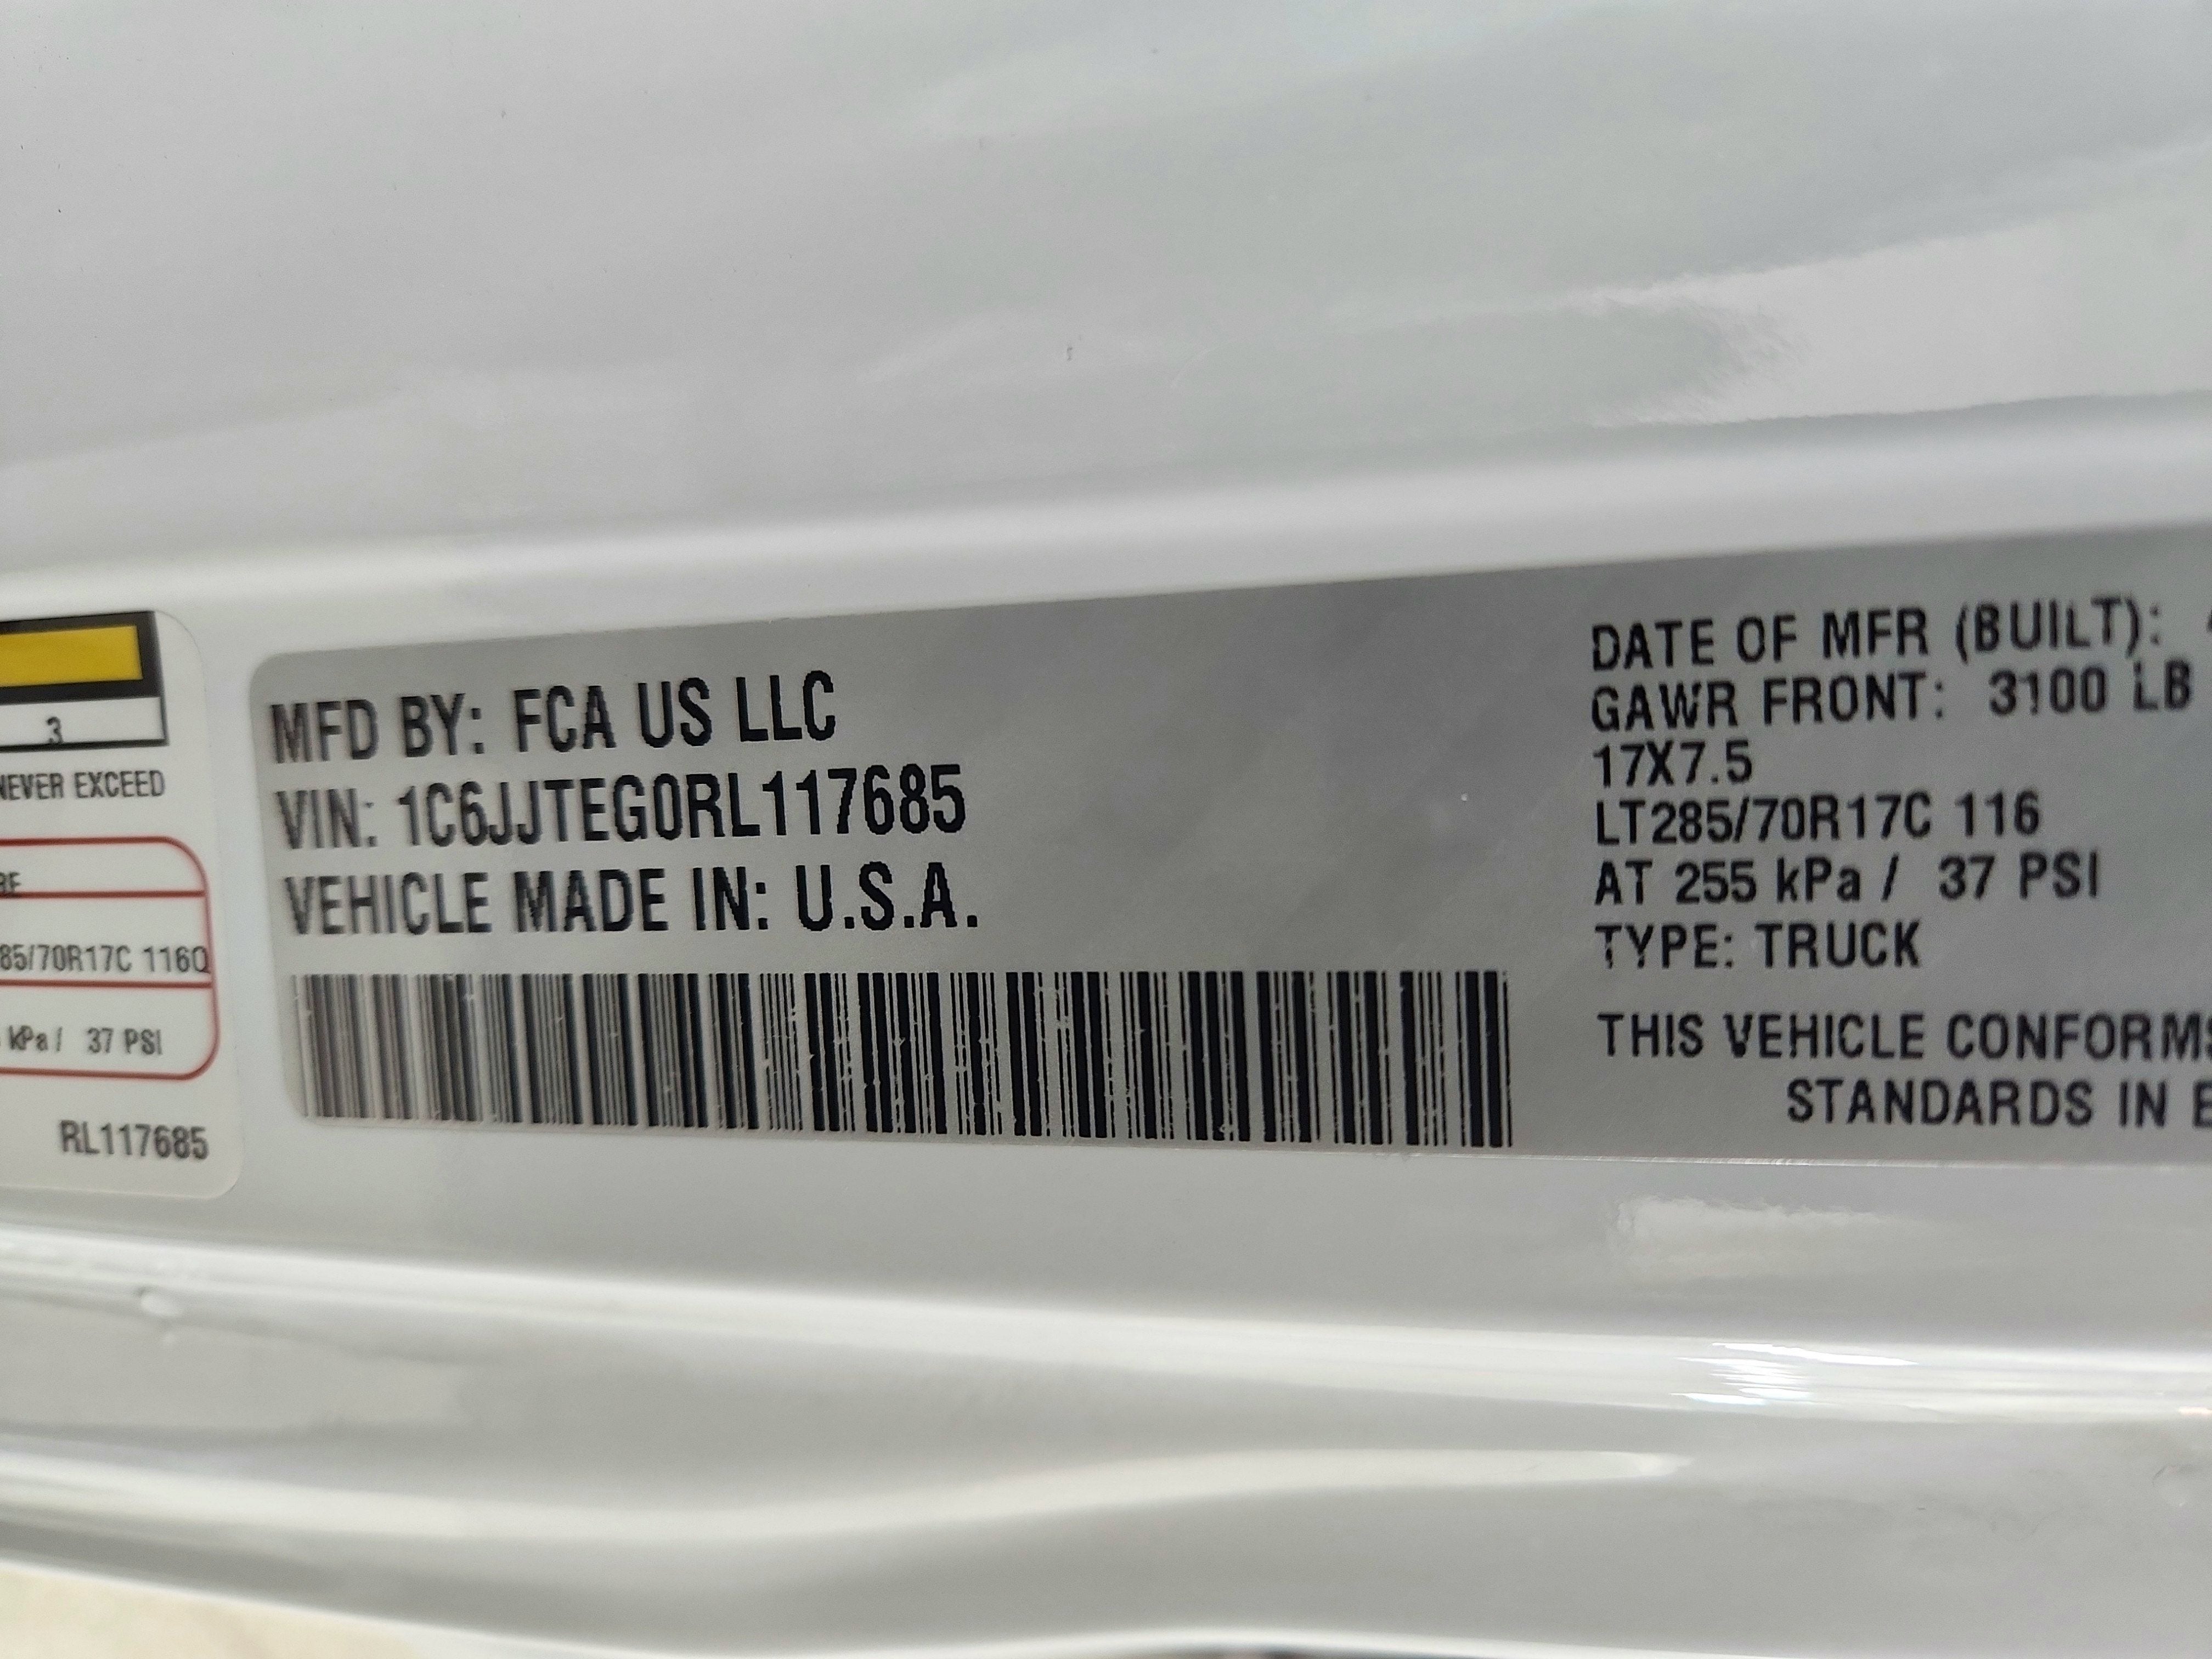 3
NEVER EXCEED
85/70R17C 116Q
kPa / 37 PSI
RL117685
MFD BY: FCA US LLC
VIN: 1C6JJTEG0RL117685
VEHICLE MADE IN: U.S.A.
DATE OF MFR (BUILT):
GAWR FRONT: 3100 LB
17X7.5
LT285/70R17C 116
AT 255 kPa / 37 PSI
TYPE: TRUCK
THIS VEHICLE CONFORMS
STANDARDS IN